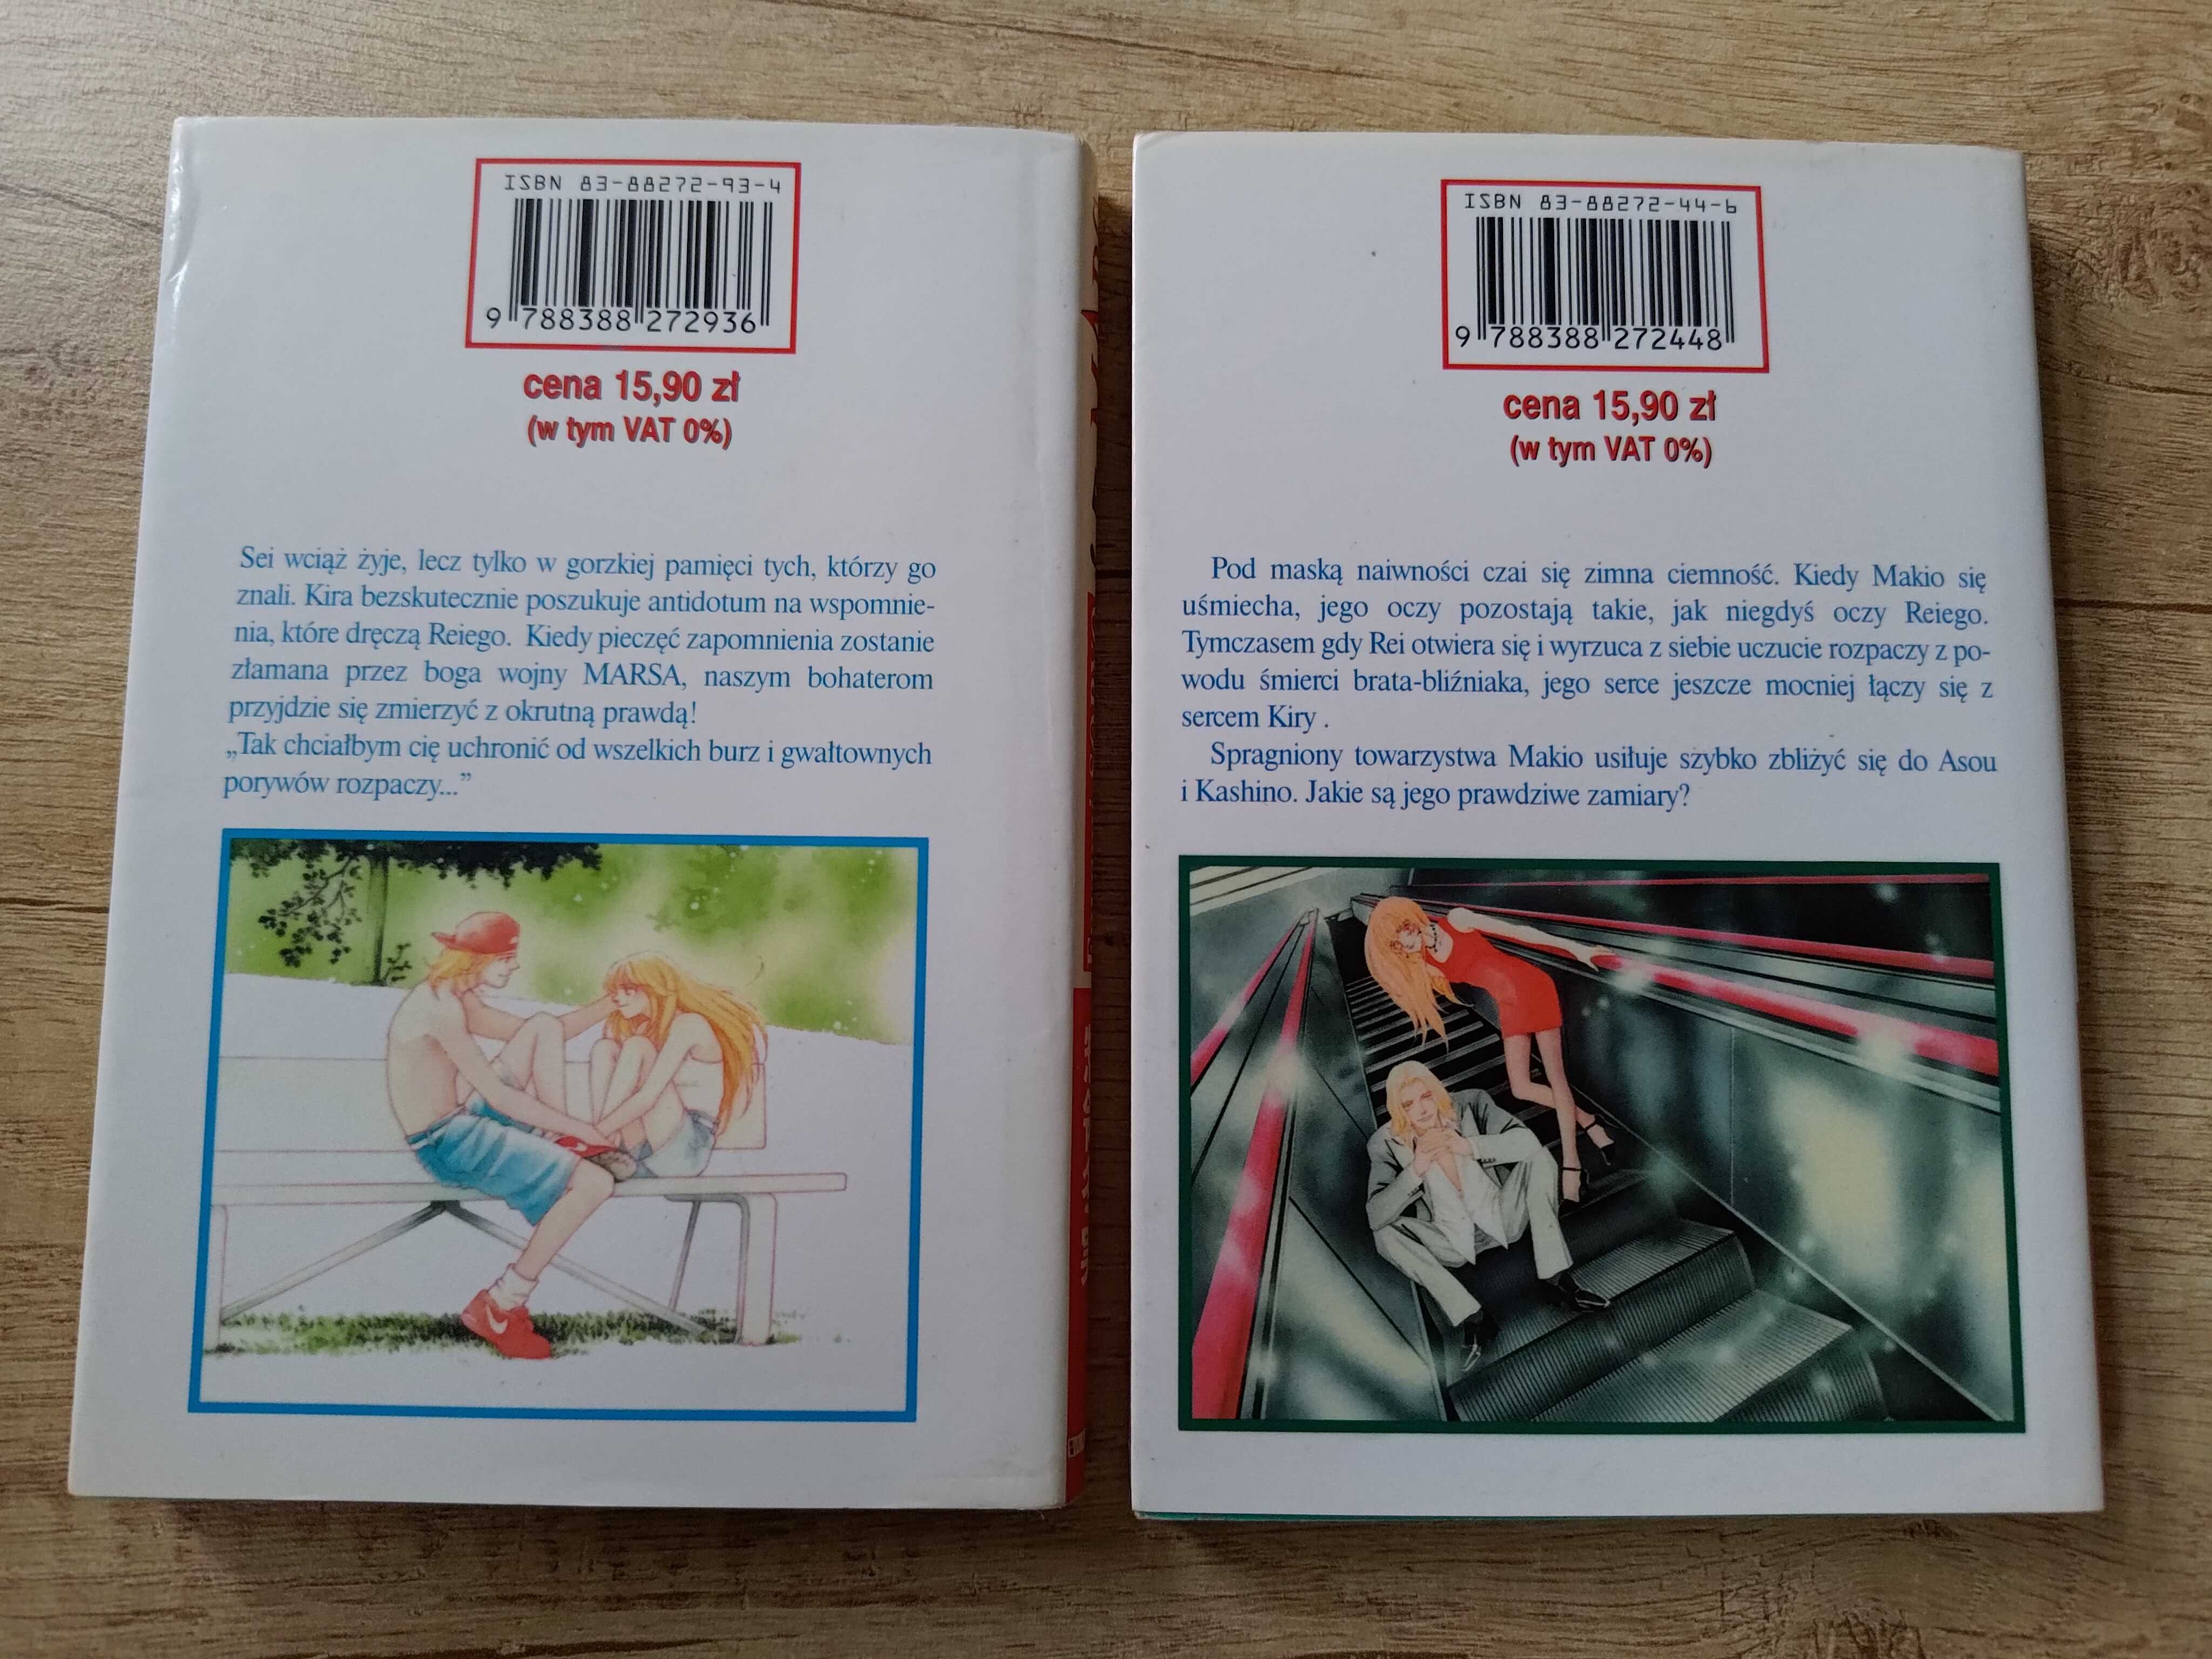 ISBN 83-88272-93-4
9 788388 272936
cena 15,90 zł
(w tym VAT 0%)
Sei wciąż żyje, lecz tylko w gorzkiej pamięci tych, którzy go
znali. Kira bezskutecznie poszukuje antidotum na wspomnie-
nia, które dręczą Reiego. Kiedy pieczęć zapomnienia zostanie
złamana przez boga wojny MARSA, naszym bohaterom
przyjdzie się zmierzyć z okrutną prawdą!
„Tak chciałbym cię uchronić od wszelkich burz i gwałtownych
porywów rozpaczy...”
ISBN 83-88272-44-6
9 788388 272448
cena 15,90 zł
(w tym VAT 0%)
Pod maską naiwności czai się zimna ciemność. Kiedy Makio się
uśmiecha, jego oczy pozostają takie, jak niegdyś oczy Reiego.
Tymczasem gdy Rei otwiera się i wyrzuca z siebie uczucie rozpaczy z po-
wodu śmierci brata-bliźniaka, jego serce jeszcze mocniej łączy się z
sercem Kiry .
Spragniony towarzystwa Makio usiłuje szybko zbliżyć się do Asou
i Kashino. Jakie są jego prawdziwe zamiary?